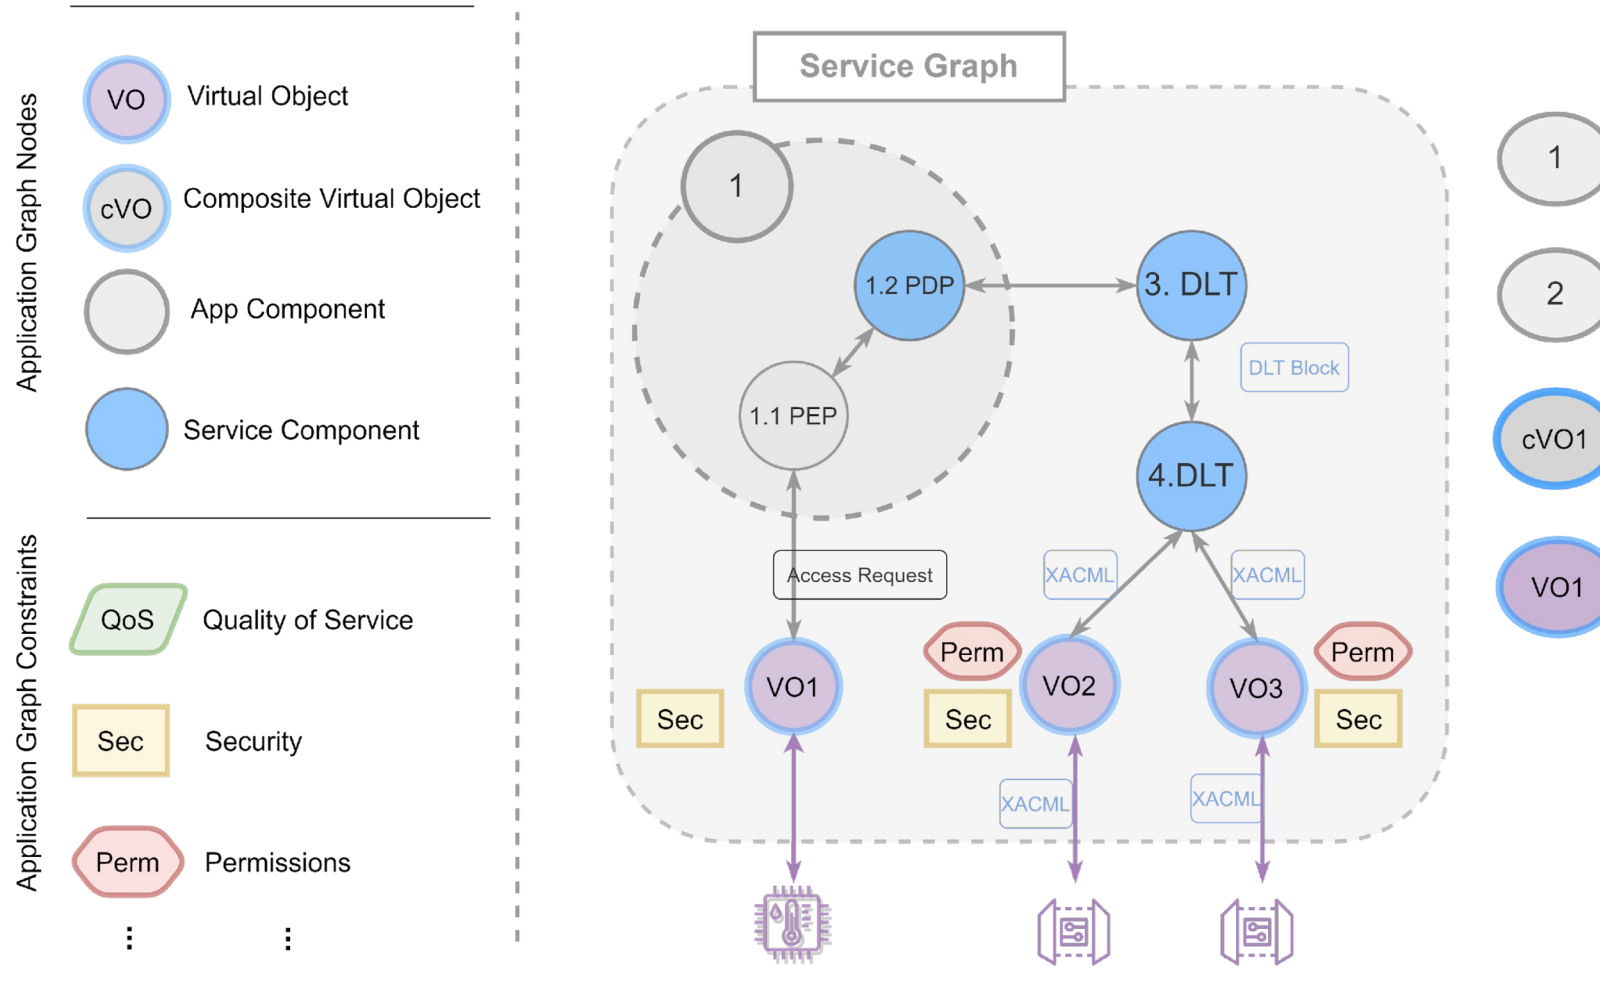 Application Graph Nodes
VO
Virtual Object
cVO
Composite Virtual Object
App Component
Service Component
Application Graph Constraints
QoS
Quality of Service
Sec
Security
Perm
Permissions
⋮
⋮
Service Graph
1
1.2 PDP
3. DLT
DLT Block
1.1 PEP
4.DLT
Access Request
XACML
XACML
Perm
Perm
VO1
VO2
VO3
Sec
Sec
Sec
XACML
XACML
1
2
cVO1
VO1